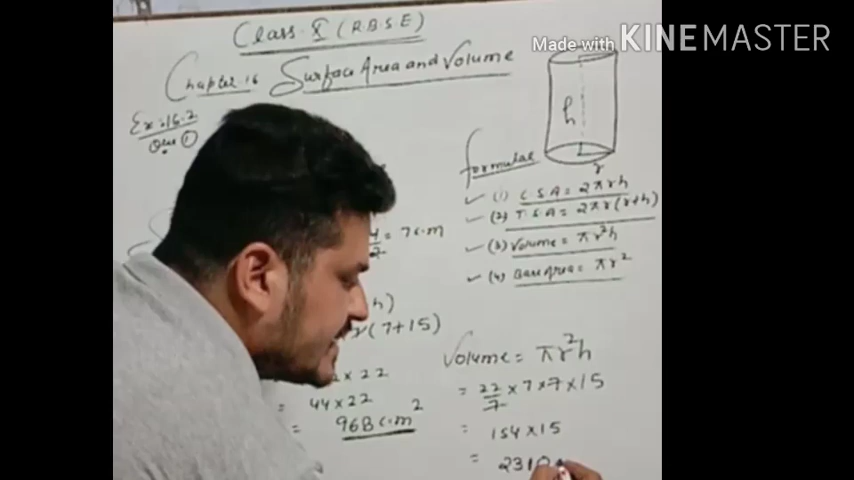 Made with KINEMASTER
Class-X (R.B.S.E)
Chapter 16 Surface Area and Volume
Ex:-16.2
Que ①
= 7 c.m
h)
(7+15)
× 22
= 44×22
= 968 c.m²
h
r
formulae
(1) C S A = 2πrh
(2) T S A = 2πr(r+h)
(3) Volume = πr²h
(4) Base Area = πr²
Volume = πr²h
= 22/7 ×7×7×15
= 154×15
= 2310